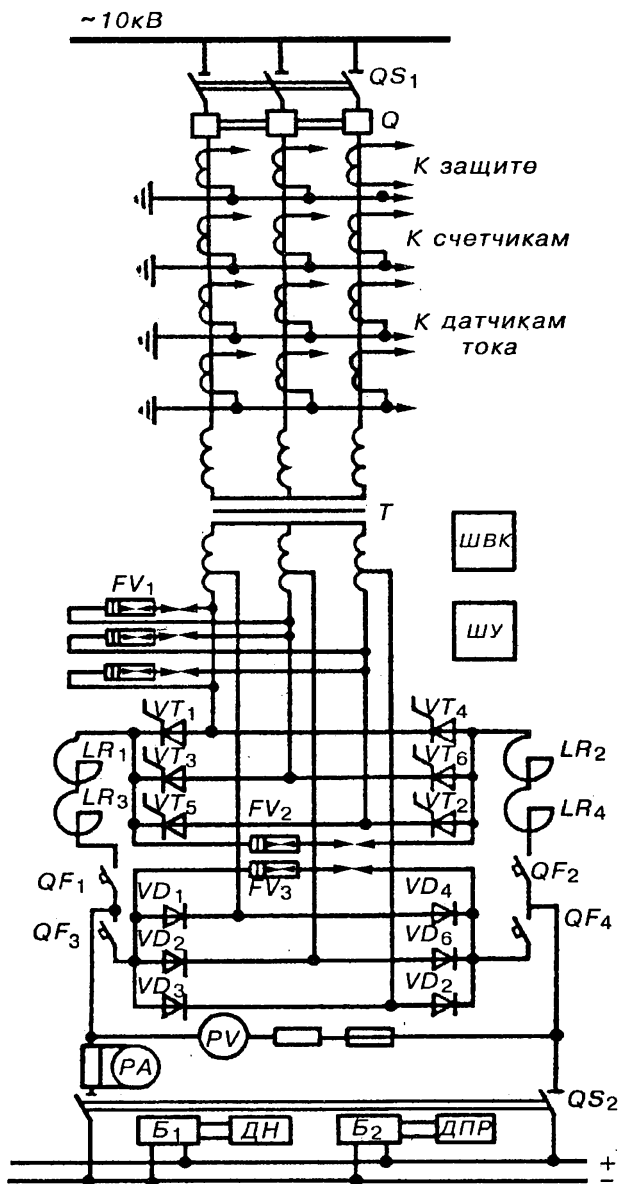 ~10кВ
QS1
Q
К защите
К счетчикам
К датчикам
тока
T
ШВК
FV1
ШУ
VT1 VT4
LR1 VT3 VT6 LR2
LR3 VT5 FV2 VT2 LR4
QF1 VD1 FV3 VD4 QF2
QF3 VD2 VD6 QF4
VD3 VD2
PV
PA
QS2
Б1 ДН Б2 ДПР
+
−